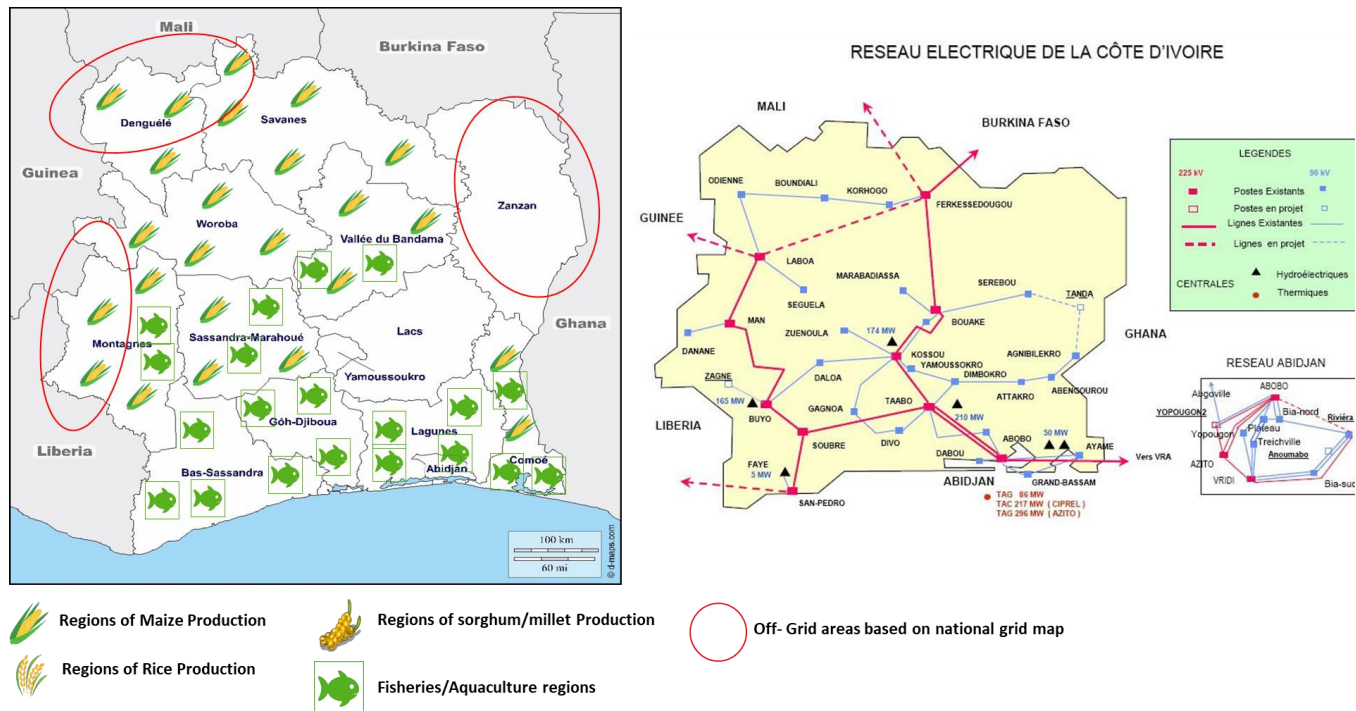 Mali
Burkina Faso
Denguélé
Savanes
Guinea
Zanzan
Woroba
Vallée du Bandama
Ghana
Lacs
Montagnes
Sassandra-Marahoué
Yamoussoukro
Liberia
Gôh-Djiboua
Lagunes
Comoé
Bas-Sassandra
Abidjan
100 km
60 mi
© d-maps.com
RESEAU ELECTRIQUE DE LA CÔTE D'IVOIRE
MALI
BURKINA FASO
ODIENNE
BOUNDIALI
KORHOGO
FERKESSEDOUGOU
GUINEE
LABOA
MARABADIASSA
SEREBOU
TANDA
SEGUELA
MAN
ZUENOULA
174 MW
BOUAKE
GHANA
DANANE
KOSSOU
YAMOUSSOUKRO
AGNIBILEKRO
ZAGNE
DALOA
DIMBOKRO
ABENGOUROU
165 MW
GAGNOA
TAABO
ATTAKRO
BUYO
210 MW
LIBERIA
SOUBRE
DIVO
ABOBO
50 MW
AYAME
DABOU
FAYE
5 MW
Vers VRA
ABIDJAN
GRAND-BASSAM
SAN-PEDRO
TAG 86 MW
TAC 217 MW ( CIPREL )
TAG 296 MW ( AZITO )
LEGENDES
225 kV
90 kV
Postes Existants
Postes en projet
Lignes Existantes
Lignes en projet
CENTRALES
Hydroélectriques
Thermiques
RESEAU ABIDJAN
ABOBO
YOPOUGON2
Bia-nord
Riviéra
Yopougon
Plateau
Treichville
Anoumabo
AZITO
VRIDI
Bia-sud
Regions of Maize Production
Regions of sorghum/millet Production
Off- Grid areas based on national grid map
Regions of Rice Production
Fisheries/Aquaculture regions